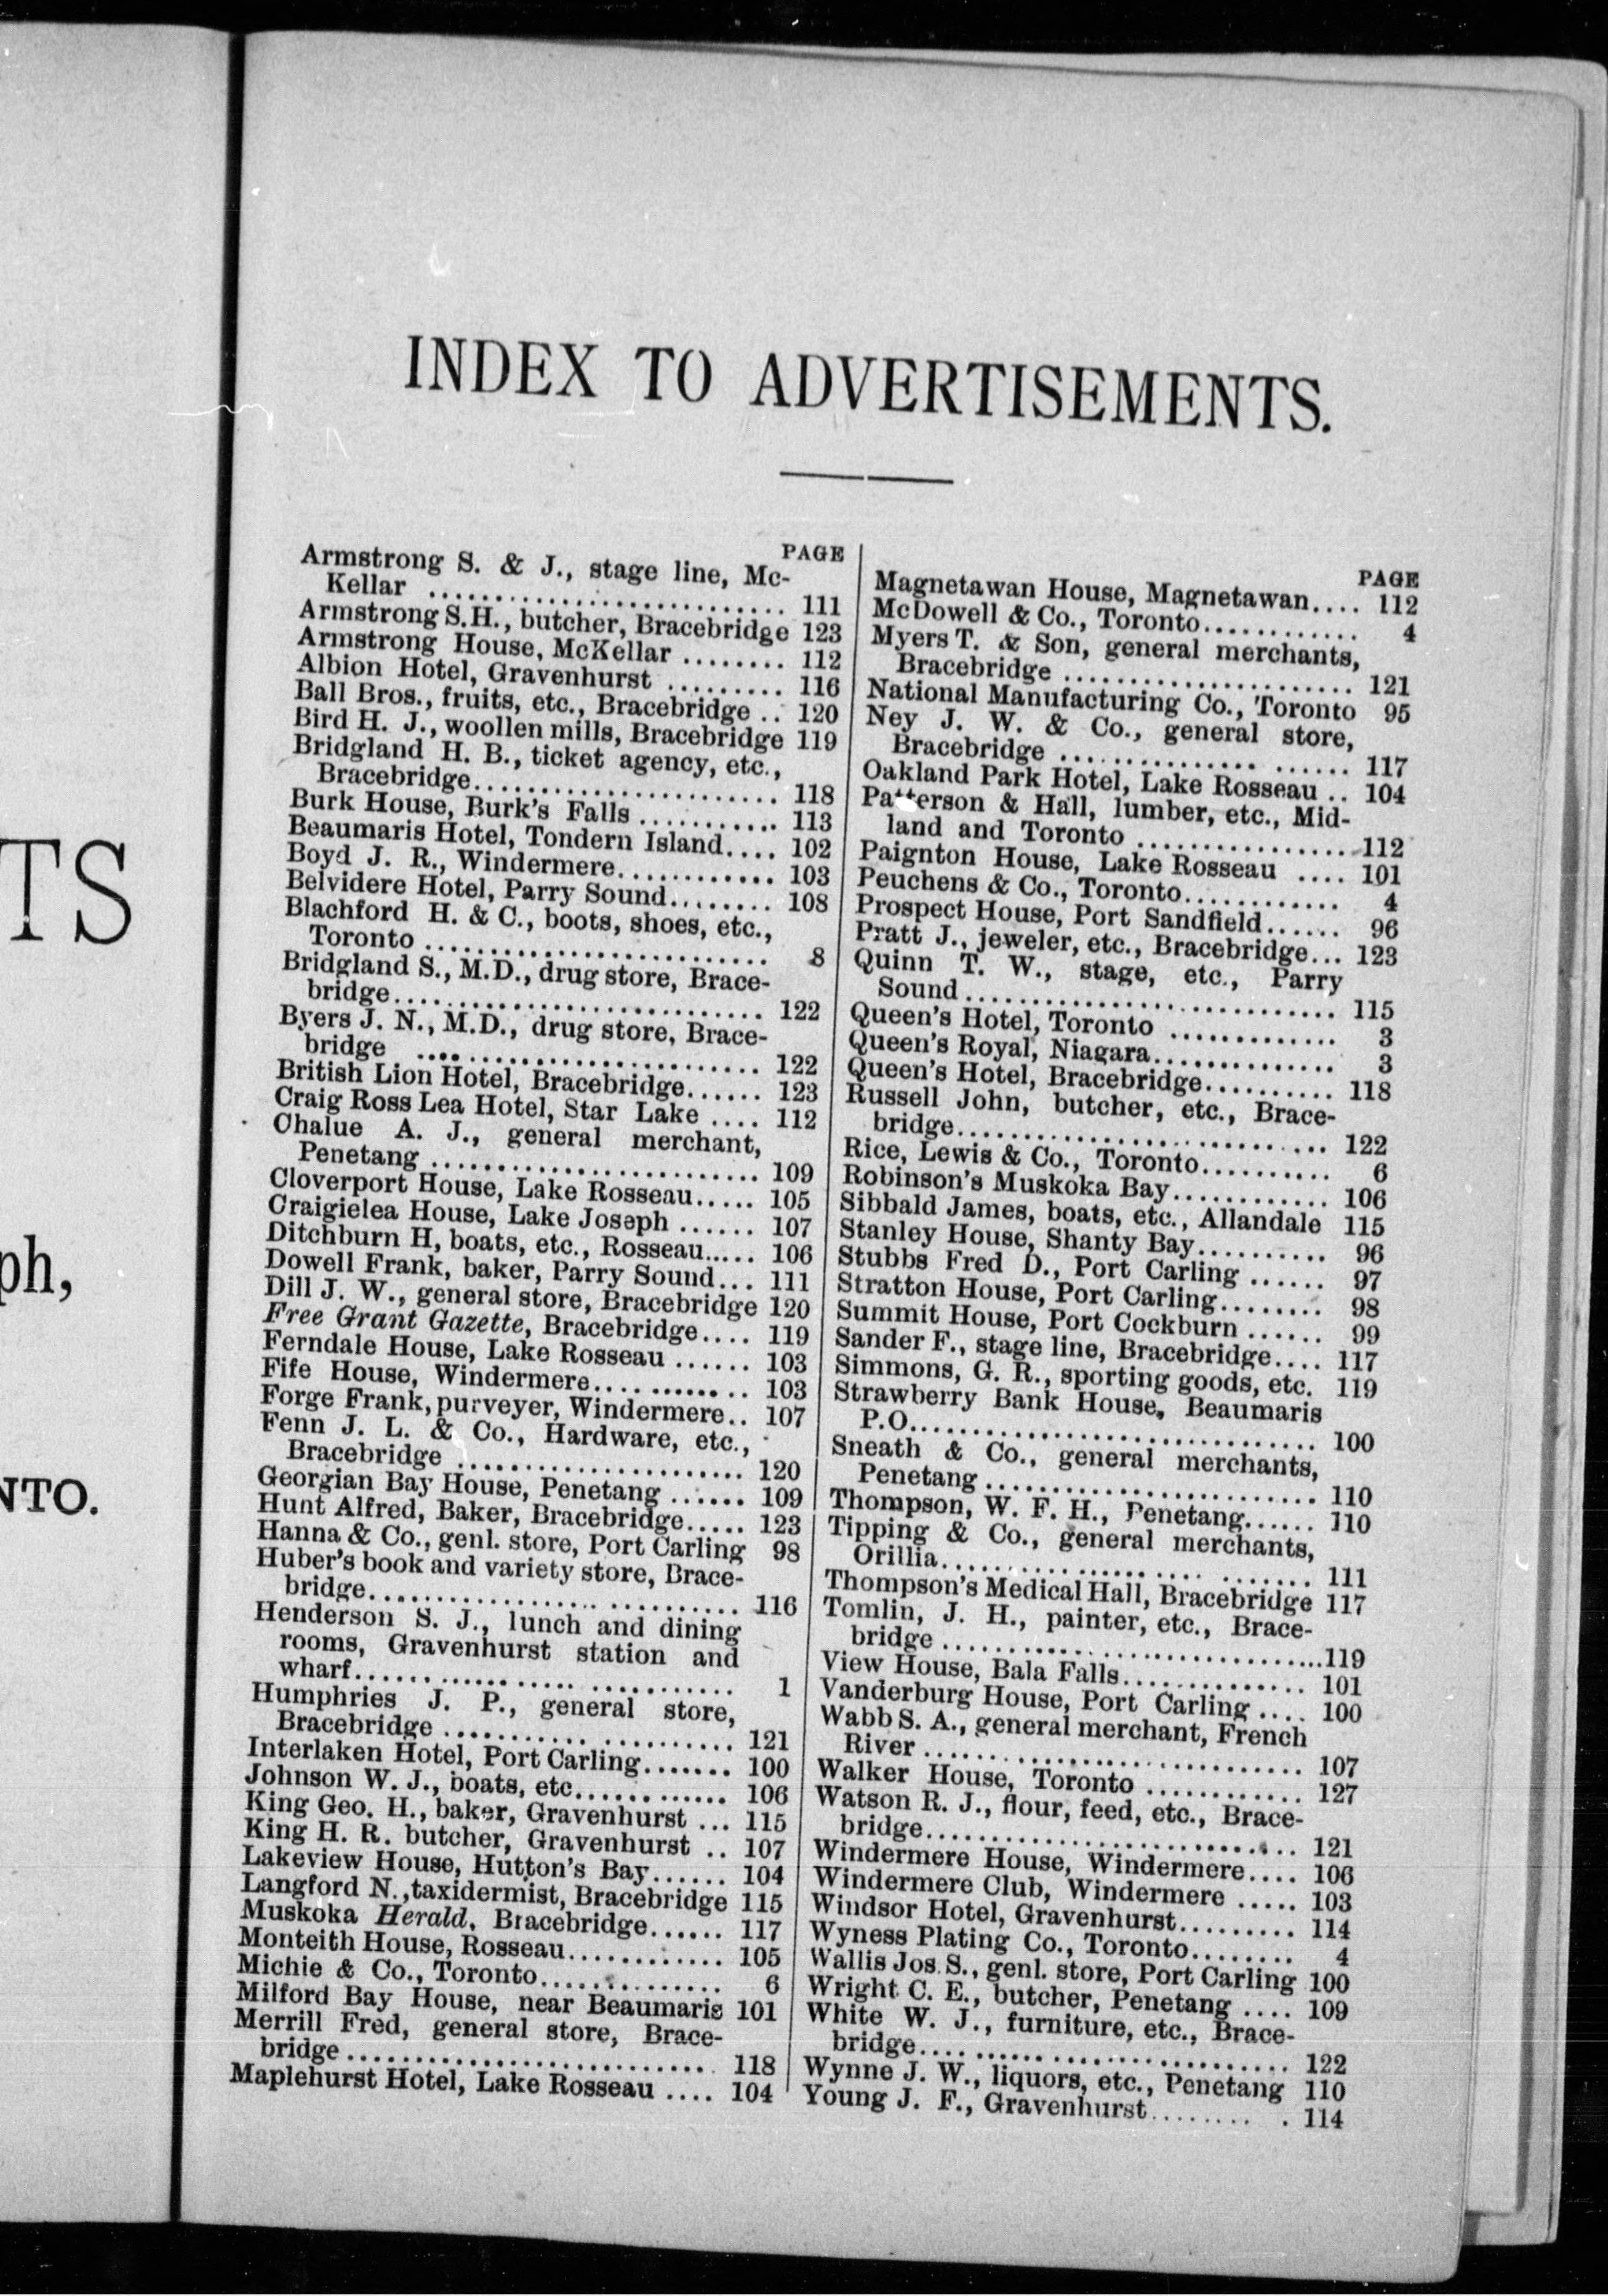 TS
ph,
NTO.
INDEX TO ADVERTISEMENTS.
PAGE
Armstrong S. & J., stage line, Mc-
Kellar ........................... 111
Armstrong S.H., butcher, Bracebridge 123
Armstrong House, McKellar ........ 112
Albion Hotel, Gravenhurst ......... 116
Ball Bros., fruits, etc., Bracebridge .. 120
Bird H. J., woollen mills, Bracebridge 119
Bridgland H. B., ticket agency, etc.,
Bracebridge....................... 118
Burk House, Burk's Falls ........... 113
Beaumaris Hotel, Tondern Island.... 102
Boyd J. R., Windermere............ 103
Belvidere Hotel, Parry Sound........ 108
Blachford H. & C., boots, shoes, etc.,
Toronto .......................... 8
Bridgland S., M.D., drug store, Brace-
bridge............................ 122
Byers J. N., M.D., drug store, Brace-
bridge .......................... 122
British Lion Hotel, Bracebridge...... 123
Craig Ross Lea Hotel, Star Lake .... 112
Chalue A. J., general merchant,
Penetang ......................... 109
Cloverport House, Lake Rosseau..... 105
Craigielea House, Lake Joseph ...... 107
Ditchburn H, boats, etc., Rosseau..... 106
Dowell Frank, baker, Parry Sound... 111
Dill J. W., general store, Bracebridge 120
Free Grant Gazette, Bracebridge.... 119
Ferndale House, Lake Rosseau ...... 103
Fife House, Windermere............ 103
Forge Frank, purveyer, Windermere.. 107
Fenn J. L. & Co., Hardware, etc.,
Bracebridge ...................... 120
Georgian Bay House, Penetang ...... 109
Hunt Alfred, Baker, Bracebridge..... 123
Hanna & Co., genl. store, Port Carling 98
Huber's book and variety store, Brace-
bridge............................ 116
Henderson S. J., lunch and dining
rooms, Gravenhurst station and
wharf............................. 1
Humphries J. P., general store,
Bracebridge ...................... 121
Interlaken Hotel, Port Carling....... 100
Johnson W. J., boats, etc............ 106
King Geo. H., baker, Gravenhurst ... 115
King H. R. butcher, Gravenhurst .. 107
Lakeview House, Hutton's Bay...... 104
Langford N., taxidermist, Bracebridge 115
Muskoka Herald, Bracebridge...... 117
Monteith House, Rosseau............ 105
Michie & Co., Toronto.............. 6
Milford Bay House, near Beaumaris 101
Merrill Fred, general store, Brace-
bridge ........................... 118
Maplehurst Hotel, Lake Rosseau .... 104
PAGE
Magnetawan House, Magnetawan.... 112
McDowell & Co., Toronto............ 4
Myers T. & Son, general merchants,
Bracebridge ...................... 121
National Manufacturing Co., Toronto 95
Ney J. W. & Co., general store,
Bracebridge ...................... 117
Oakland Park Hotel, Lake Rosseau .. 104
Patterson & Hall, lumber, etc., Mid-
land and Toronto ................. 112
Paignton House, Lake Rosseau .... 101
Peuchens & Co., Toronto............ 4
Prospect House, Port Sandfield...... 96
Pratt J., jeweler, etc., Bracebridge... 123
Quinn T. W., stage, etc., Parry
Sound............................ 115
Queen's Hotel, Toronto ............. 3
Queen's Royal, Niagara.............. 3
Queen's Hotel, Bracebridge.......... 118
Russell John, butcher, etc., Brace-
bridge............................ 122
Rice, Lewis & Co., Toronto.......... 6
Robinson's Muskoka Bay............ 106
Sibbald James, boats, etc., Allandale 115
Stanley House, Shanty Bay.......... 96
Stubbs Fred D., Port Carling ...... 97
Stratton House, Port Carling........ 98
Summit House, Port Cockburn ...... 99
Sander F., stage line, Bracebridge.... 117
Simmons, G. R., sporting goods, etc. 119
Strawberry Bank House, Beaumaris
P.O............................... 100
Sneath & Co., general merchants,
Penetang ......................... 110
Thompson, W. F. H., Penetang...... 110
Tipping & Co., general merchants,
Orillia........................... 111
Thompson's Medical Hall, Bracebridge 117
Tomlin, J. H., painter, etc., Brace-
bridge ............................119
View House, Bala Falls.............. 101
Vanderburg House, Port Carling .... 100
Wabb S. A., general merchant, French
River ............................ 107
Walker House, Toronto ............ 127
Watson R. J., flour, feed, etc., Brace-
bridge............................ 121
Windermere House, Windermere.... 106
Windermere Club, Windermere ..... 103
Windsor Hotel, Gravenhurst......... 114
Wyness Plating Co., Toronto........ 4
Wallis Jos. S., genl. store, Port Carling 100
Wright C. E., butcher, Penetang .... 109
White W. J., furniture, etc., Brace-
bridge............................ 122
Wynne J. W., liquors, etc., Penetang 110
Young J. F., Gravenhurst......... . 114